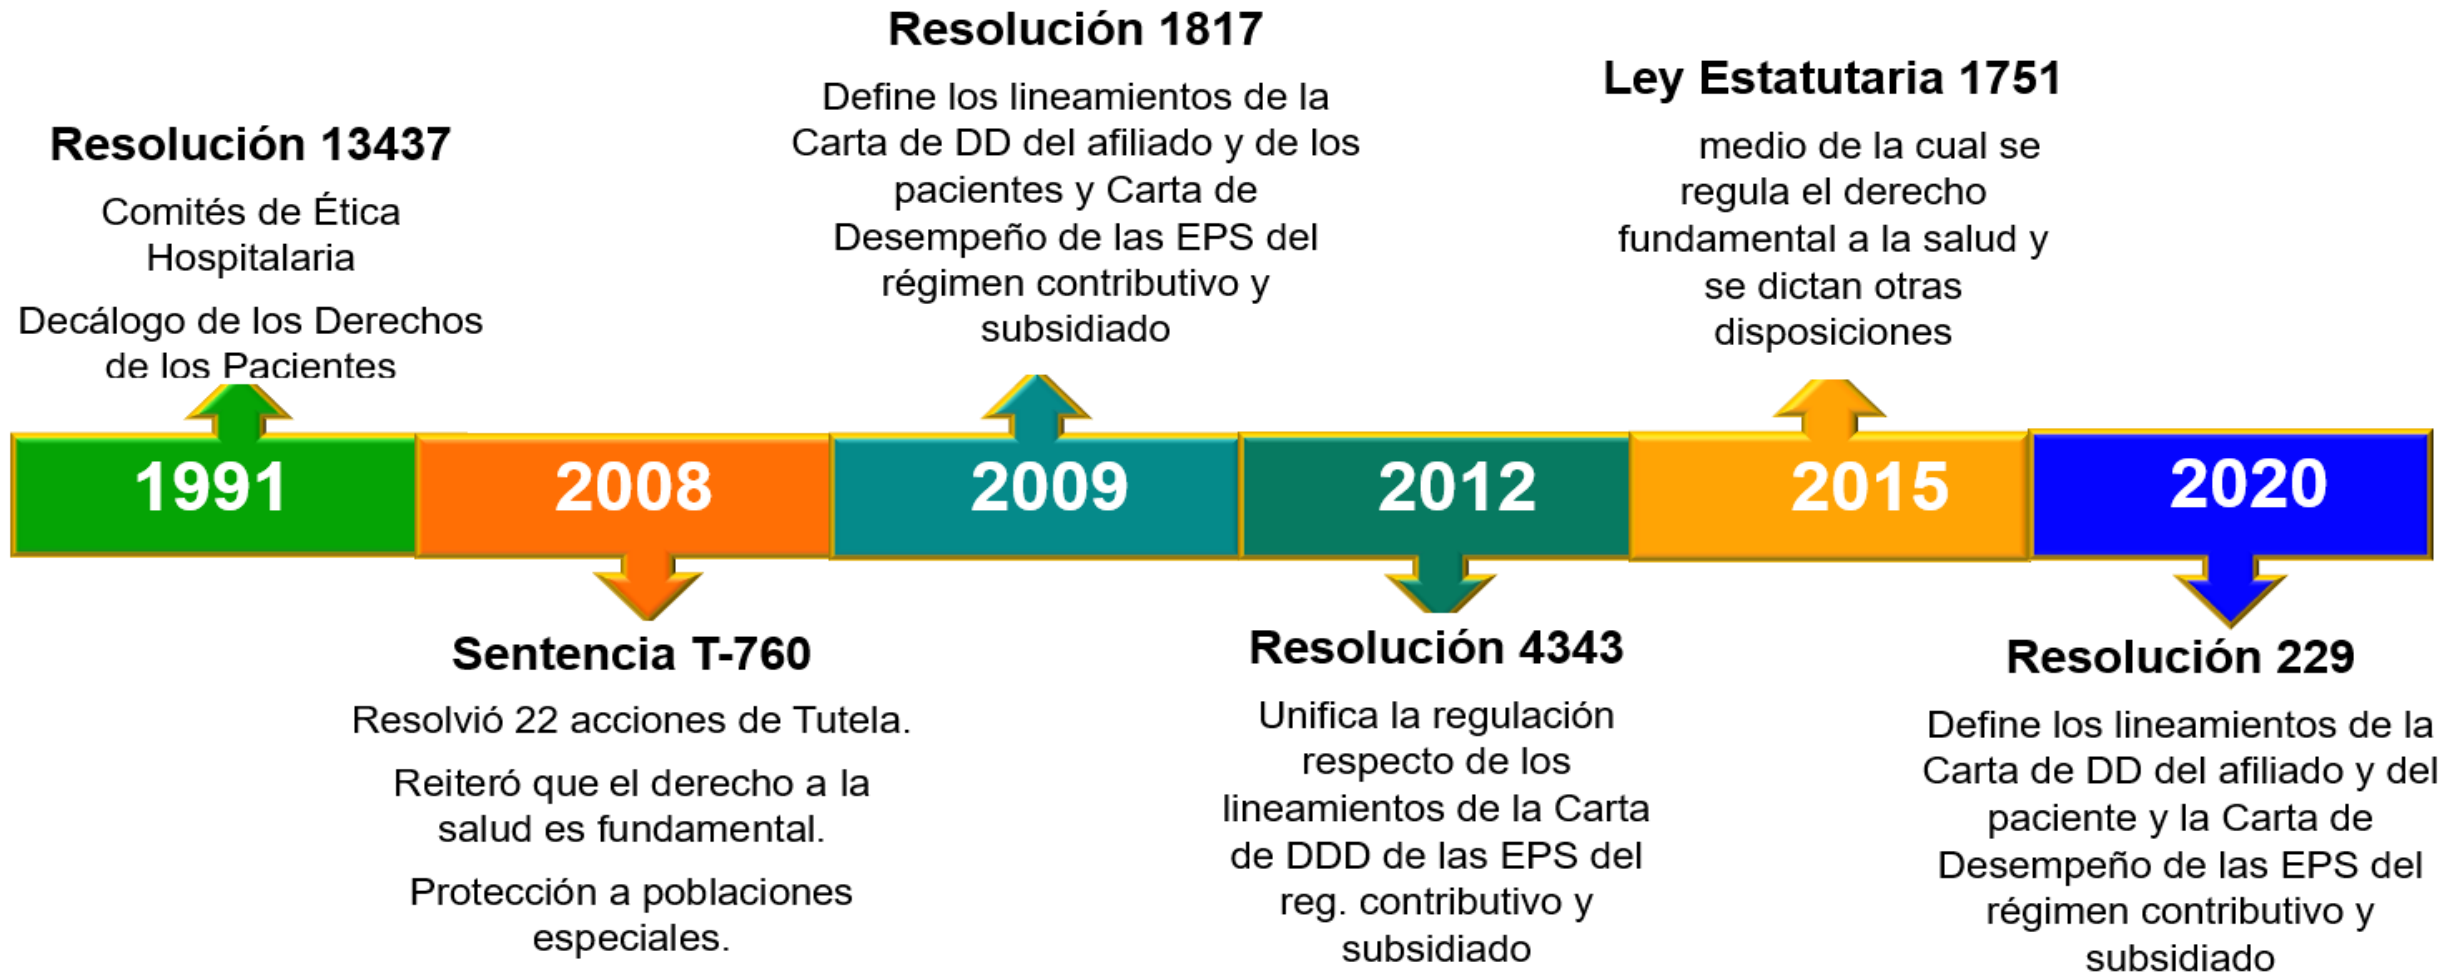 Resolución 13437
Comités de Ética
Hospitalaria
Decálogo de los Derechos
de los Pacientes
Resolución 1817
Define los lineamientos de la
Carta de DD del afiliado y de los
pacientes y Carta de
Desempeño de las EPS del
régimen contributivo y
subsidiado
Ley Estatutaria 1751
medio de la cual se
regula el derecho
fundamental a la salud y
se dictan otras
disposiciones
1991
2008
2009
2012
2015
2020
Sentencia T-760
Resolvió 22 acciones de Tutela.
Reiteró que el derecho a la
salud es fundamental.
Protección a poblaciones
especiales.
Resolución 4343
Unifica la regulación
respecto de los
lineamientos de la Carta
de DDD de las EPS del
reg. contributivo y
subsidiado
Resolución 229
Define los lineamientos de la
Carta de DD del afiliado y del
paciente y la Carta de
Desempeño de las EPS del
régimen contributivo y
subsidiado